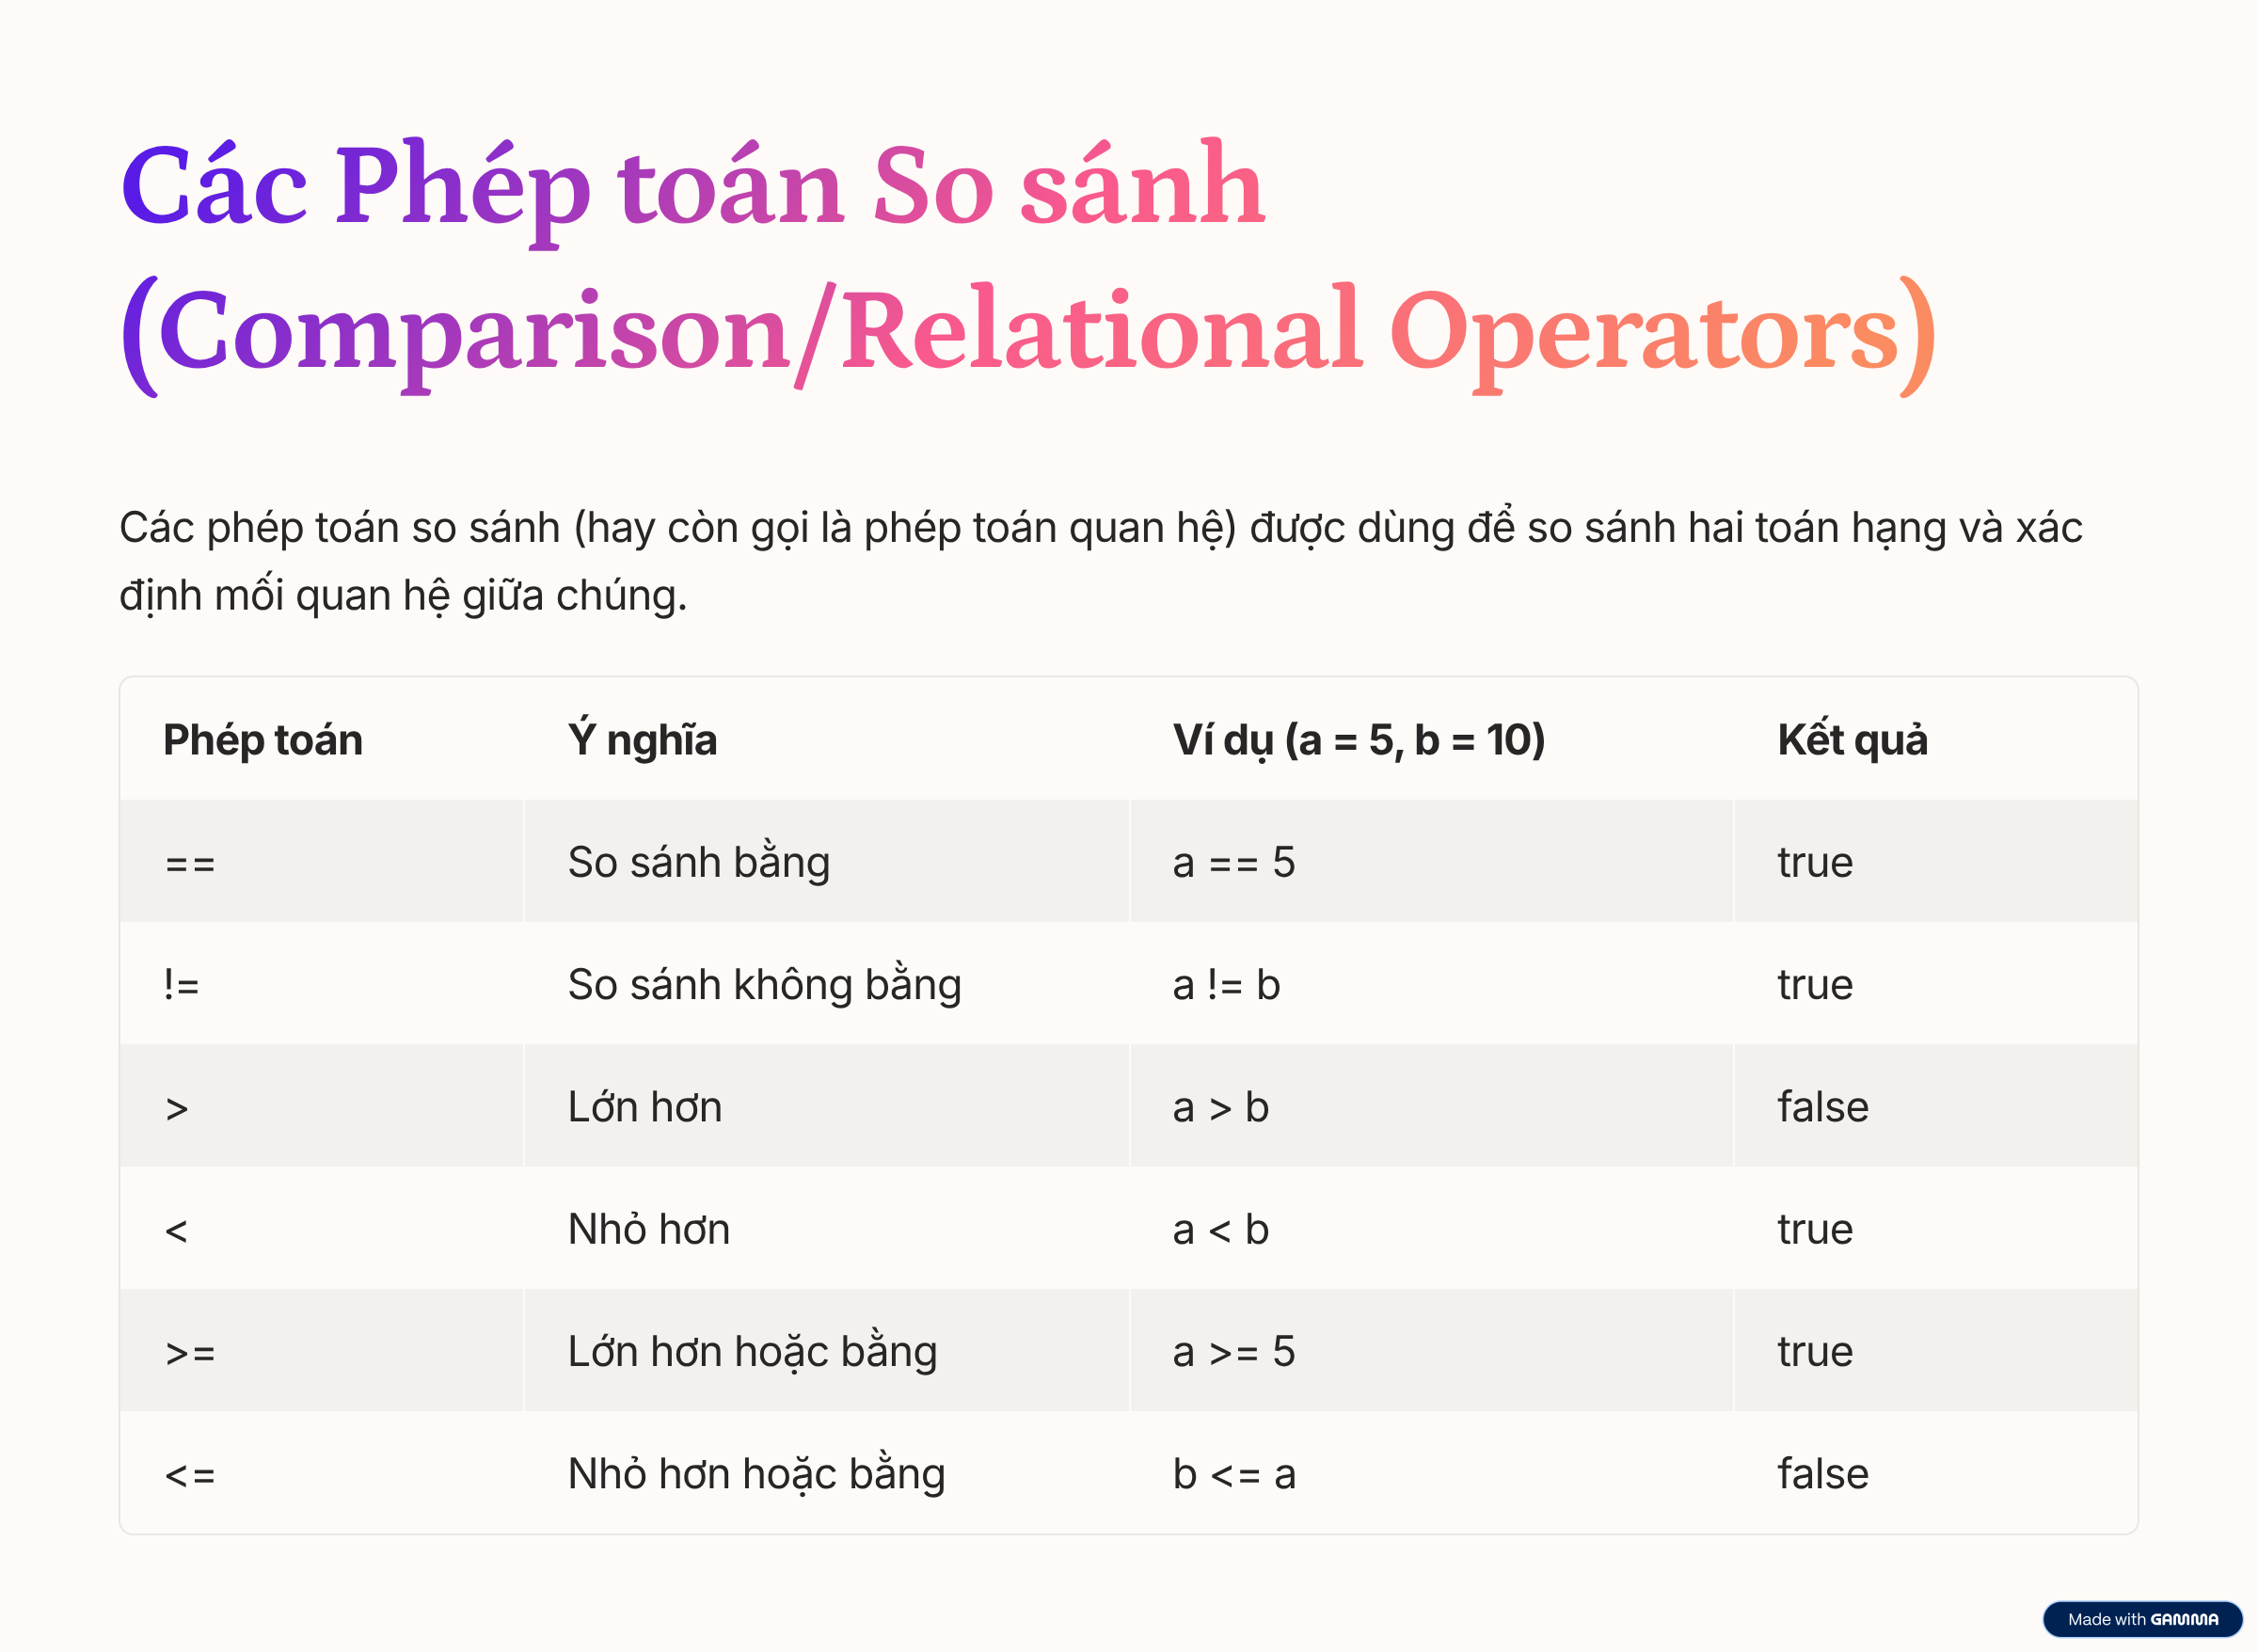 Các Phép toán So sánh
(Comparison/Relational Operators)
Các phép toán so sánh (hay còn gọi là phép toán quan hệ) được dùng để so sánh hai toán hạng và xác
định mối quan hệ giữa chúng.
Phép toán Ý nghĩa Ví dụ (a = 5, b = 10) Kết quả
== So sánh bằng a == 5 true
!= So sánh không bằng a != b true
> Lớn hơn a > b false
< Nhỏ hơn a < b true
>= Lớn hơn hoặc bằng a >= 5 true
<= Nhỏ hơn hoặc bằng b <= a false
Made with GAMMA